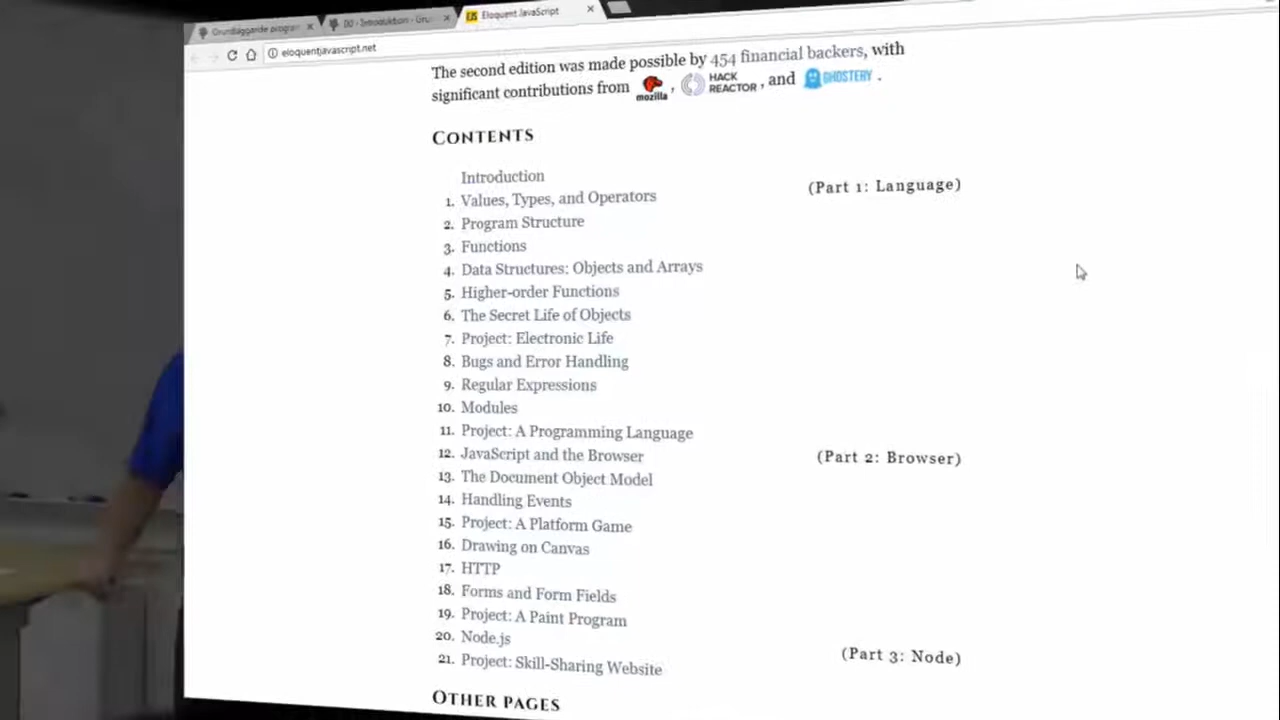 Grundläggande
Introduktion - Gru
Eloquent JavaScript
eloquentjavascript.net
The second edition was made possible by 454 financial backers, with
significant contributions from mozilla, HACK REACTOR, and GHOSTERY.
CONTENTS
Introduction (Part 1: Language)
1. Values, Types, and Operators
2. Program Structure
3. Functions
4. Data Structures: Objects and Arrays
5. Higher-order Functions
6. The Secret Life of Objects
7. Project: Electronic Life
8. Bugs and Error Handling
9. Regular Expressions
10. Modules
11. Project: A Programming Language
12. JavaScript and the Browser (Part 2: Browser)
13. The Document Object Model
14. Handling Events
15. Project: A Platform Game
16. Drawing on Canvas
17. HTTP
18. Forms and Form Fields
19. Project: A Paint Program
20. Node.js (Part 3: Node)
21. Project: Skill-Sharing Website
OTHER PAGES